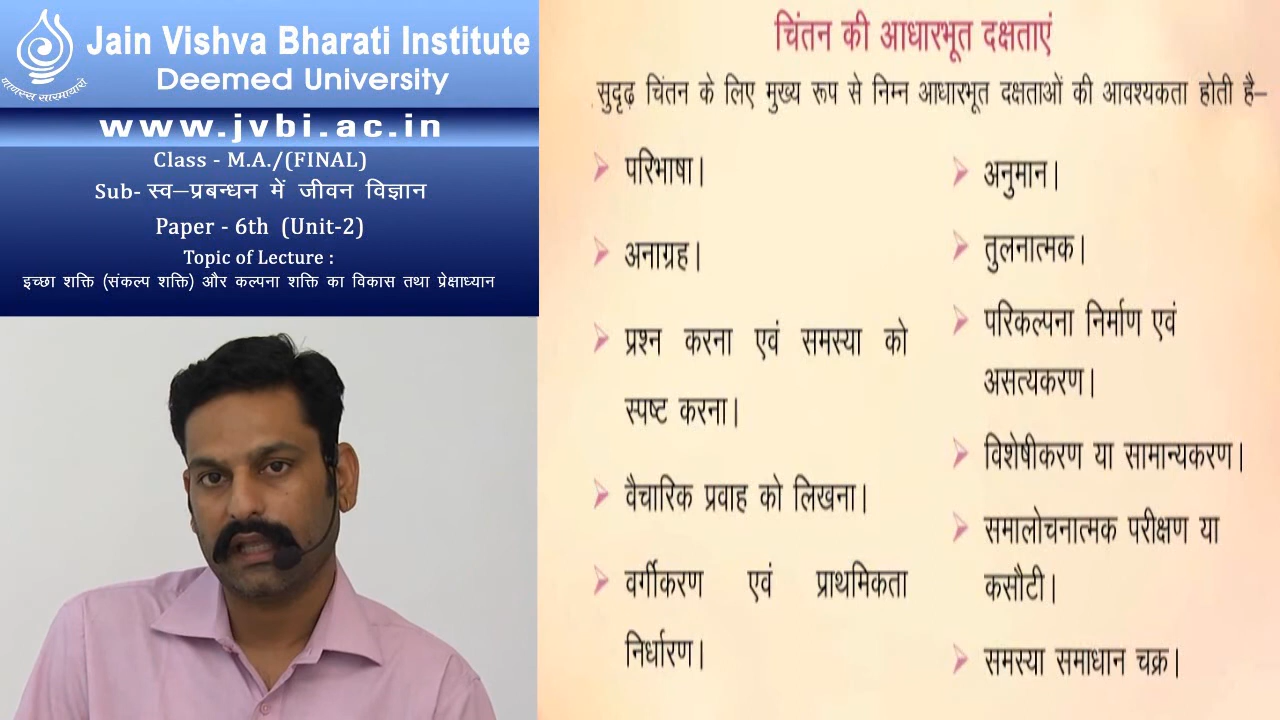 Jain Vishva Bharati Institute
Deemed University
www.jvbi.ac.in
Class - M.A./(FINAL)
Sub- स्व–प्रबन्धन में जीवन विज्ञान
Paper - 6th (Unit-2)
Topic of Lecture :
इच्छा शक्ति (संकल्प शक्ति) और कल्पना शक्ति का विकास तथा प्रेक्षाध्यान
चिंतन की आधारभूत दक्षताएं
सुदृढ़ चिंतन के लिए मुख्य रूप से निम्न आधारभूत दक्षताओं की आवश्यकता होती है–
परिभाषा।
अनाग्रह।
प्रश्न करना एवं समस्या को
स्पष्ट करना।
वैचारिक प्रवाह को लिखना।
वर्गीकरण एवं प्राथमिकता
निर्धारण।
अनुमान।
तुलनात्मक।
परिकल्पना निर्माण एवं
असत्यकरण।
विशेषीकरण या सामान्यकरण।
समालोचनात्मक परीक्षण या
कसौटी।
समस्या समाधान चक्र।